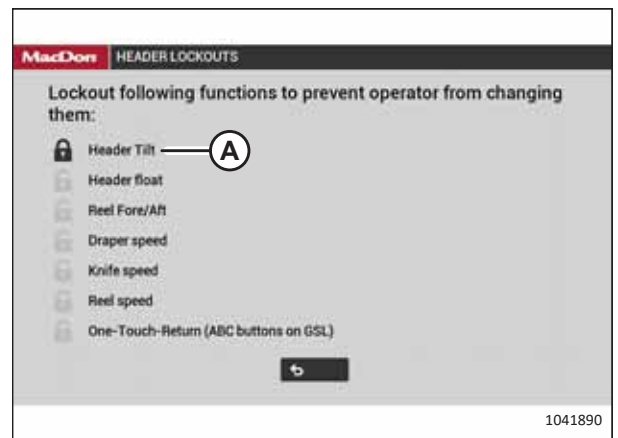 MacDon HEADER LOCKOUTS
Lockout following functions to prevent operator from changing
them:
Header Tilt A
Header float
Reel Fore/Aft
Draper speed
Knife speed
Reel speed
One-Touch-Return (ABC buttons on GSL)
1041890